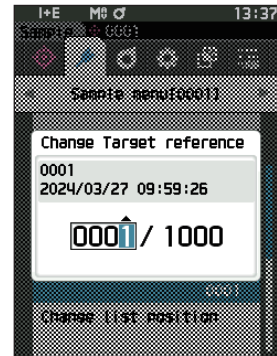 I+E M8 13:37
Sample 0001
Sample menu[0001]
Change Target reference
0001
2024/03/27 09:59:26
0001 / 1000
0001
Change list position